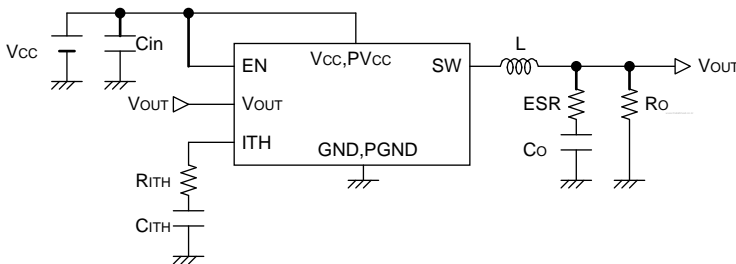 VCC
Cin
EN
VCC,PVCC
SW
L
VOUT
VOUT
VOUT
ESR
RO
ITH
GND,PGND
CO
RITH
CITH